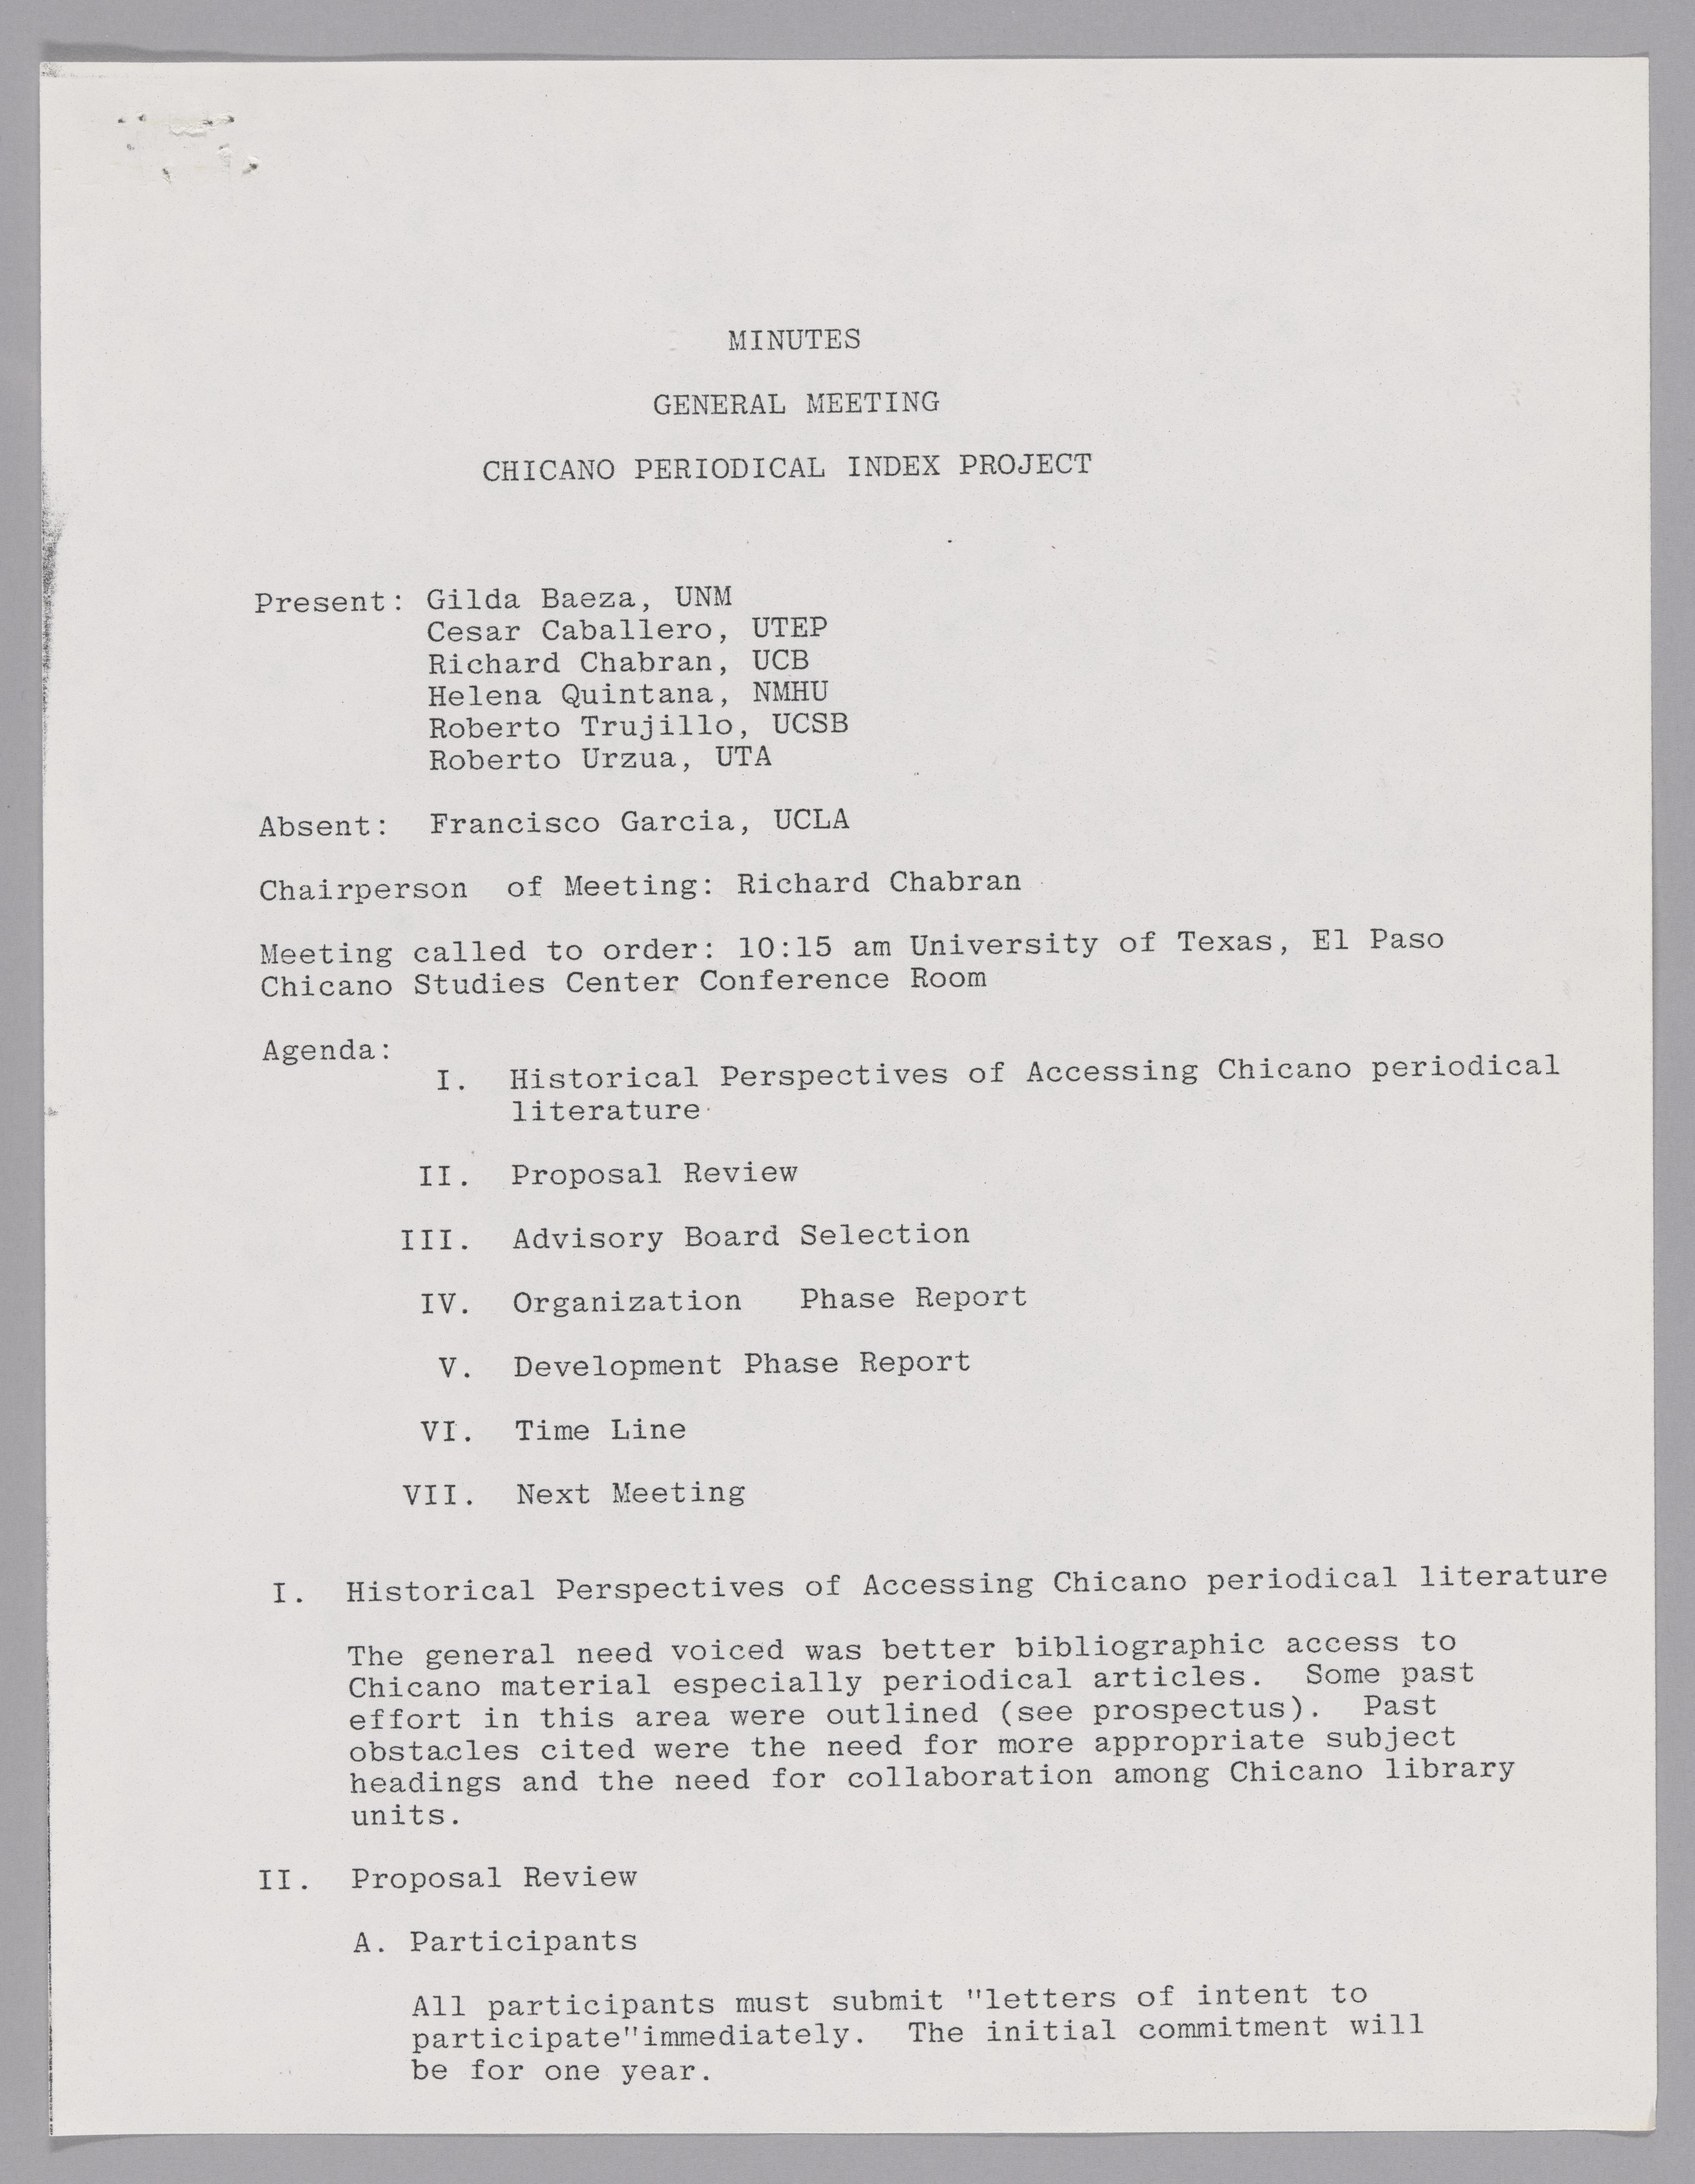 MINUTES
GENERAL MEETING
CHICANO PERIODICAL INDEX PROJECT
Present: Gilda Baeza, UNM
Cesar Caballero, UTEP
Richard Chabran, UCB
Helena Quintana, NMHU
Roberto Trujillo, UCSB
Roberto Urzua, UTA
Absent: Francisco Garcia, UCLA
Chairperson of Meeting: Richard Chabran
Meeting called to order: 10:15 am University of Texas, El Paso
Chicano Studies Center Conference Room
Agenda:
I. Historical Perspectives of Accessing Chicano periodical
literature
II. Proposal Review
III. Advisory Board Selection
IV. Organization Phase Report
V. Development Phase Report
VI. Time Line
VII. Next Meeting
I. Historical Perspectives of Accessing Chicano periodical literature
The general need voiced was better bibliographic access to
Chicano material especially periodical articles. Some past
effort in this area were outlined (see prospectus). Past
obstacles cited were the need for more appropriate subject
headings and the need for collaboration among Chicano library
units.
II. Proposal Review
A. Participants
All participants must submit "letters of intent to
participate"immediately. The initial commitment will
be for one year.